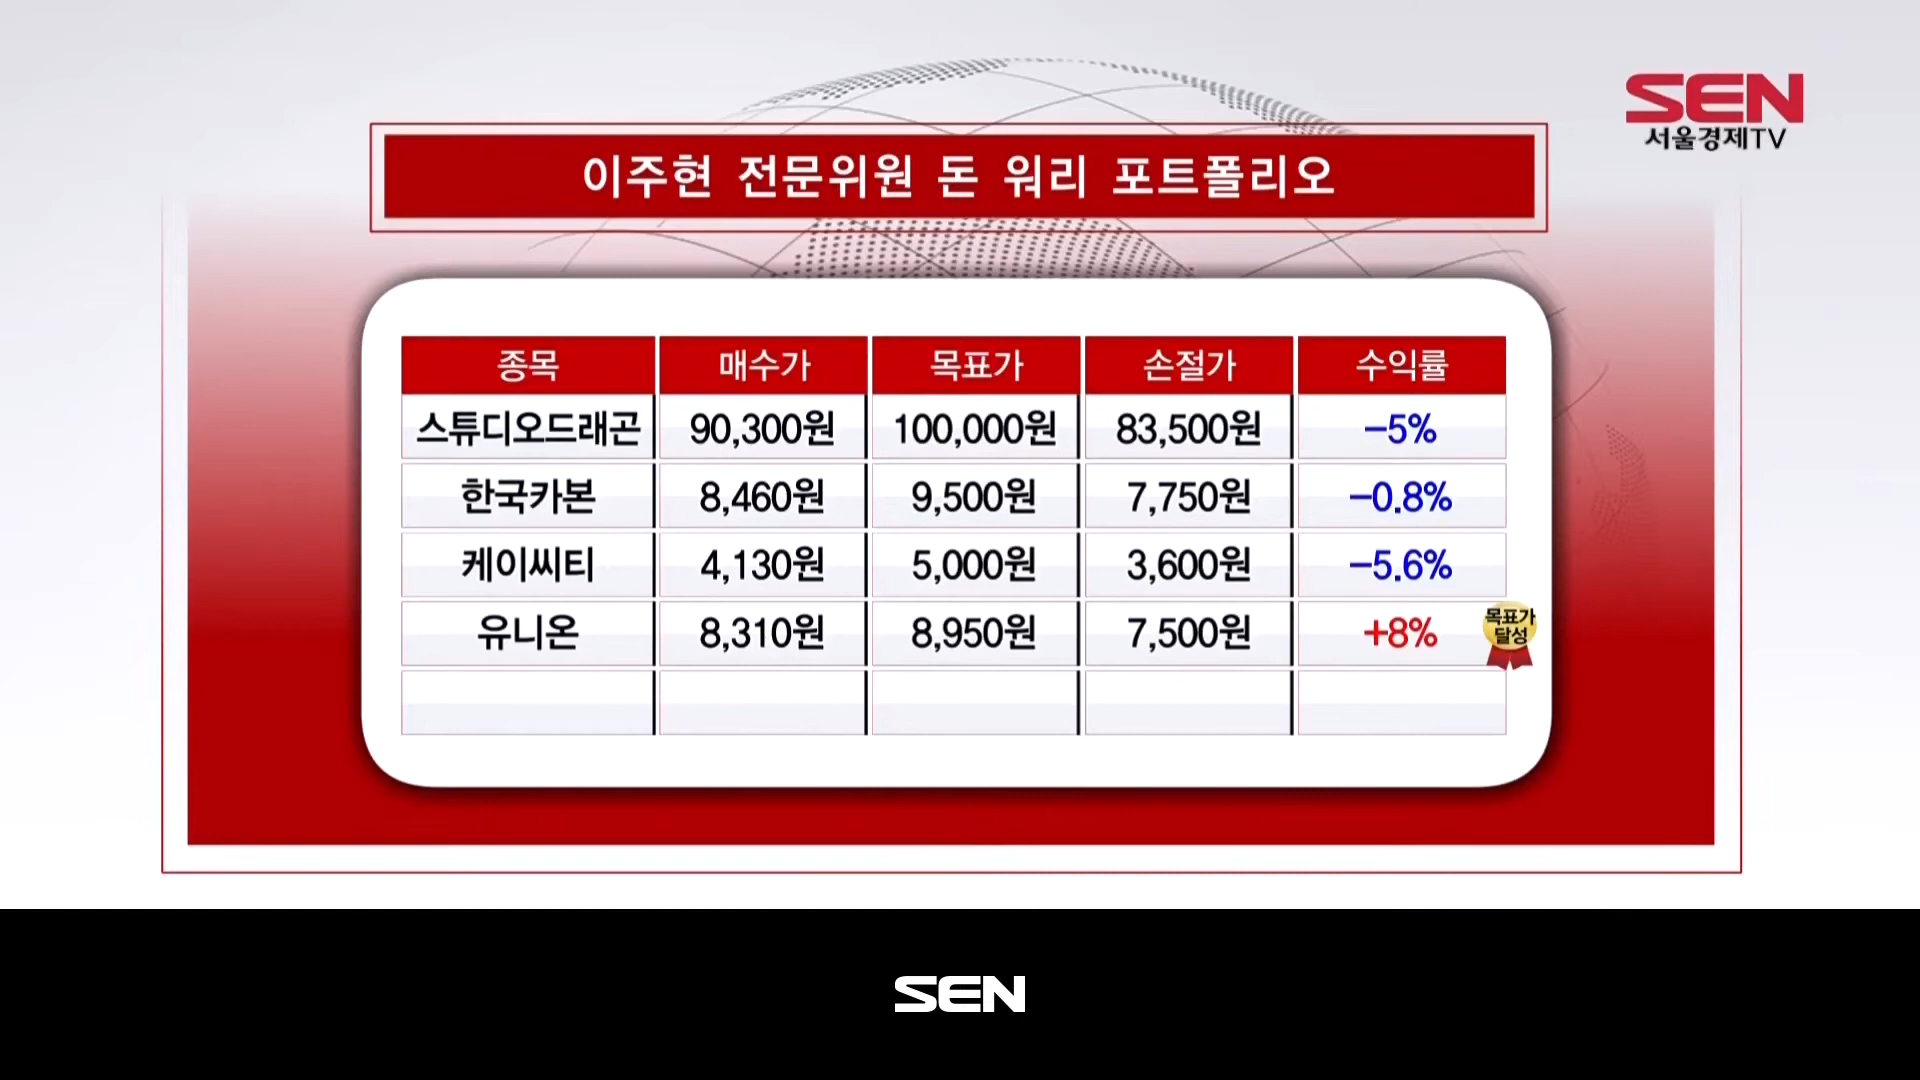 SEN
서울경제TV
이주현 전문위원 돈 워리 포트폴리오
종목 매수가 목표가 손절가 수익률
스튜디오드래곤 90,300원 100,000원 83,500원 -5%
한국카본 8,460원 9,500원 7,750원 -0.8%
케이씨티 4,130원 5,000원 3,600원 -5.6%
유니온 8,310원 8,950원 7,500원 +8%
목표가
달성
SEN